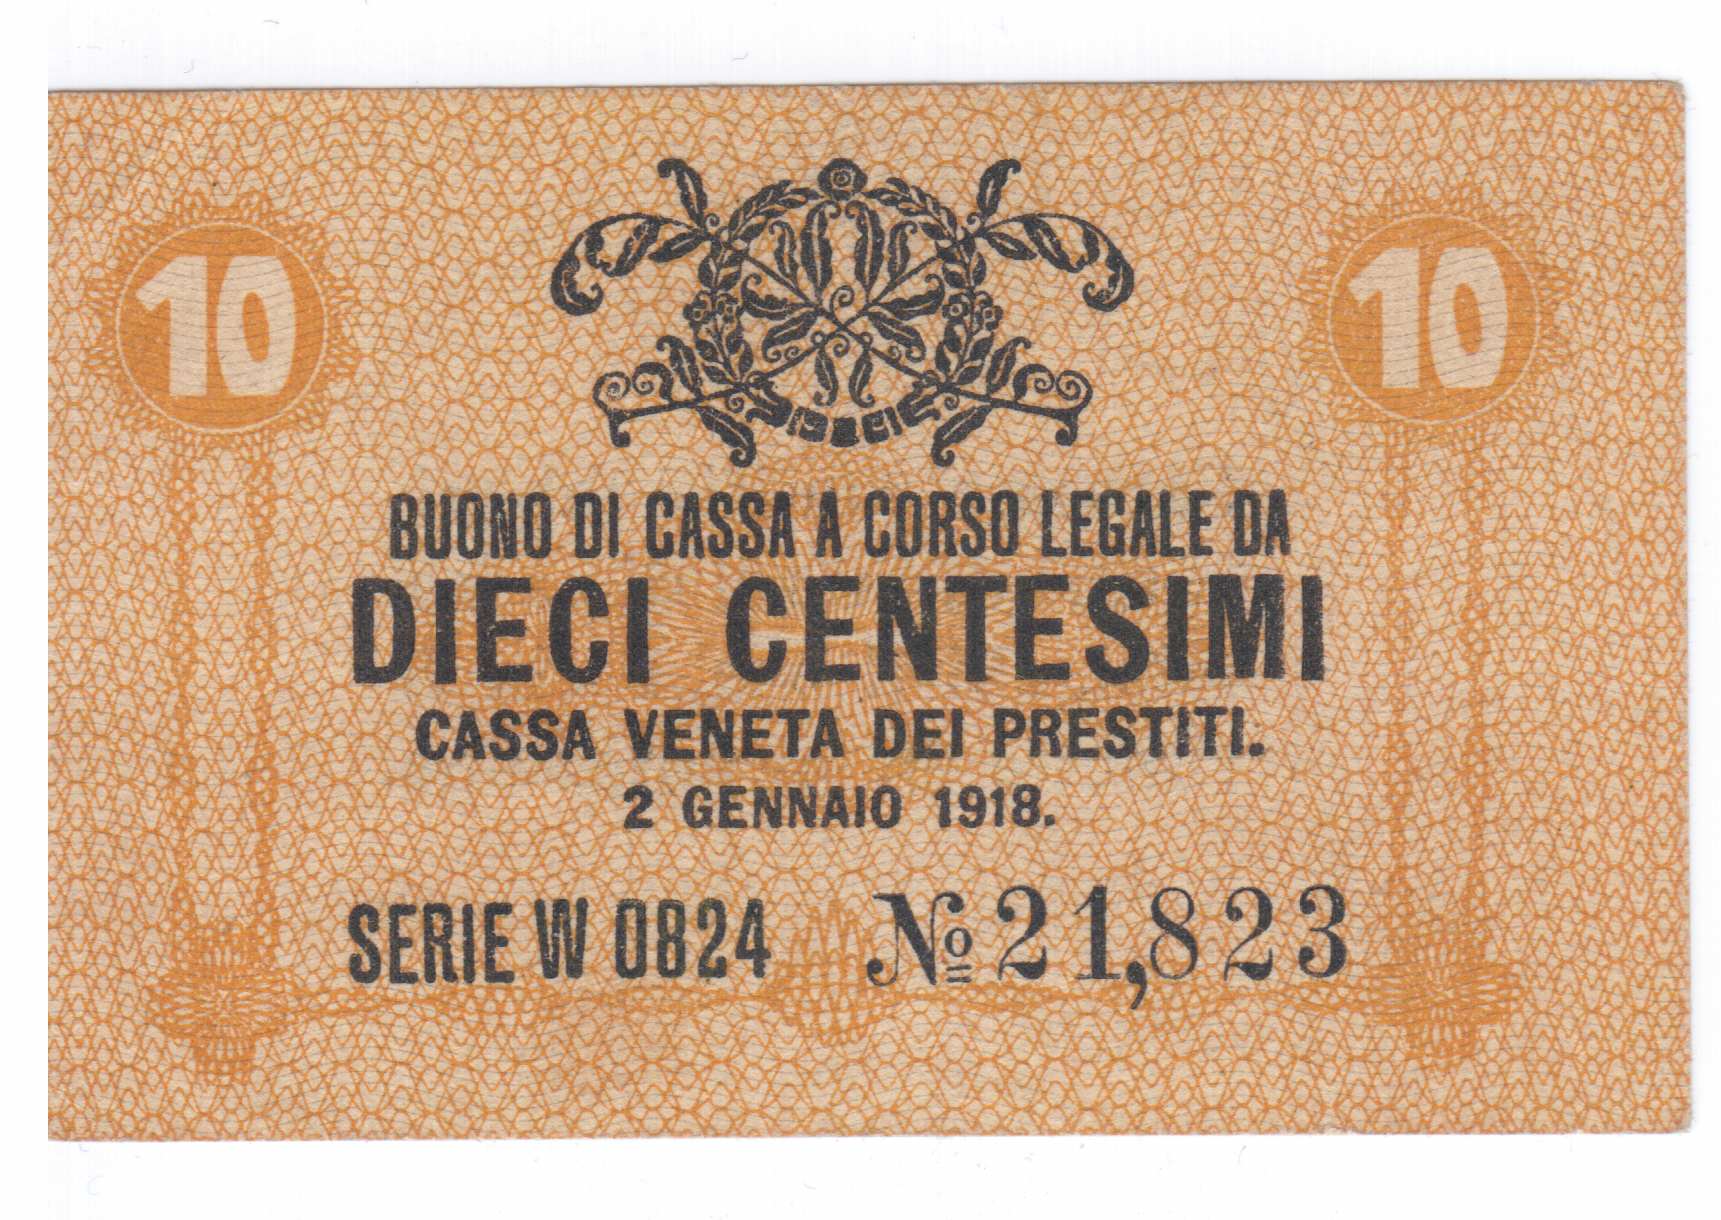 10 10
BUONO DI CASSA A CORSO LEGALE DA
DIECI CENTESIMI
CASSA VENETA DEI PRESTITI.
2 GENNAIO 1918.
SERIE W 0824 No 21,823